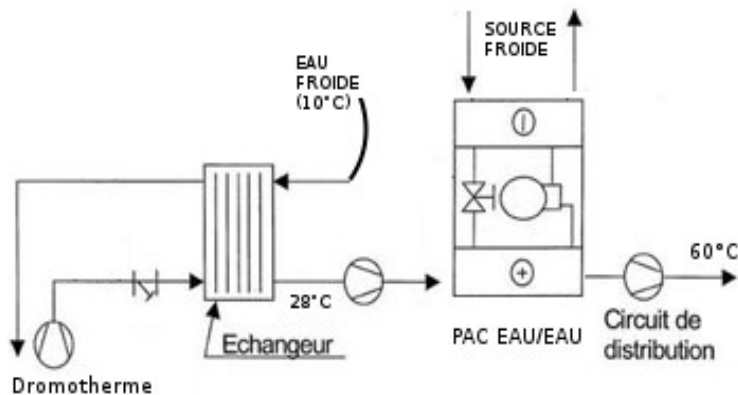 SOURCE
FROIDE
EAU
FROIDE
(10°C)
60°C
28°C
Echangeur
PAC EAU/EAU
Circuit de
distribution
Dromotherme